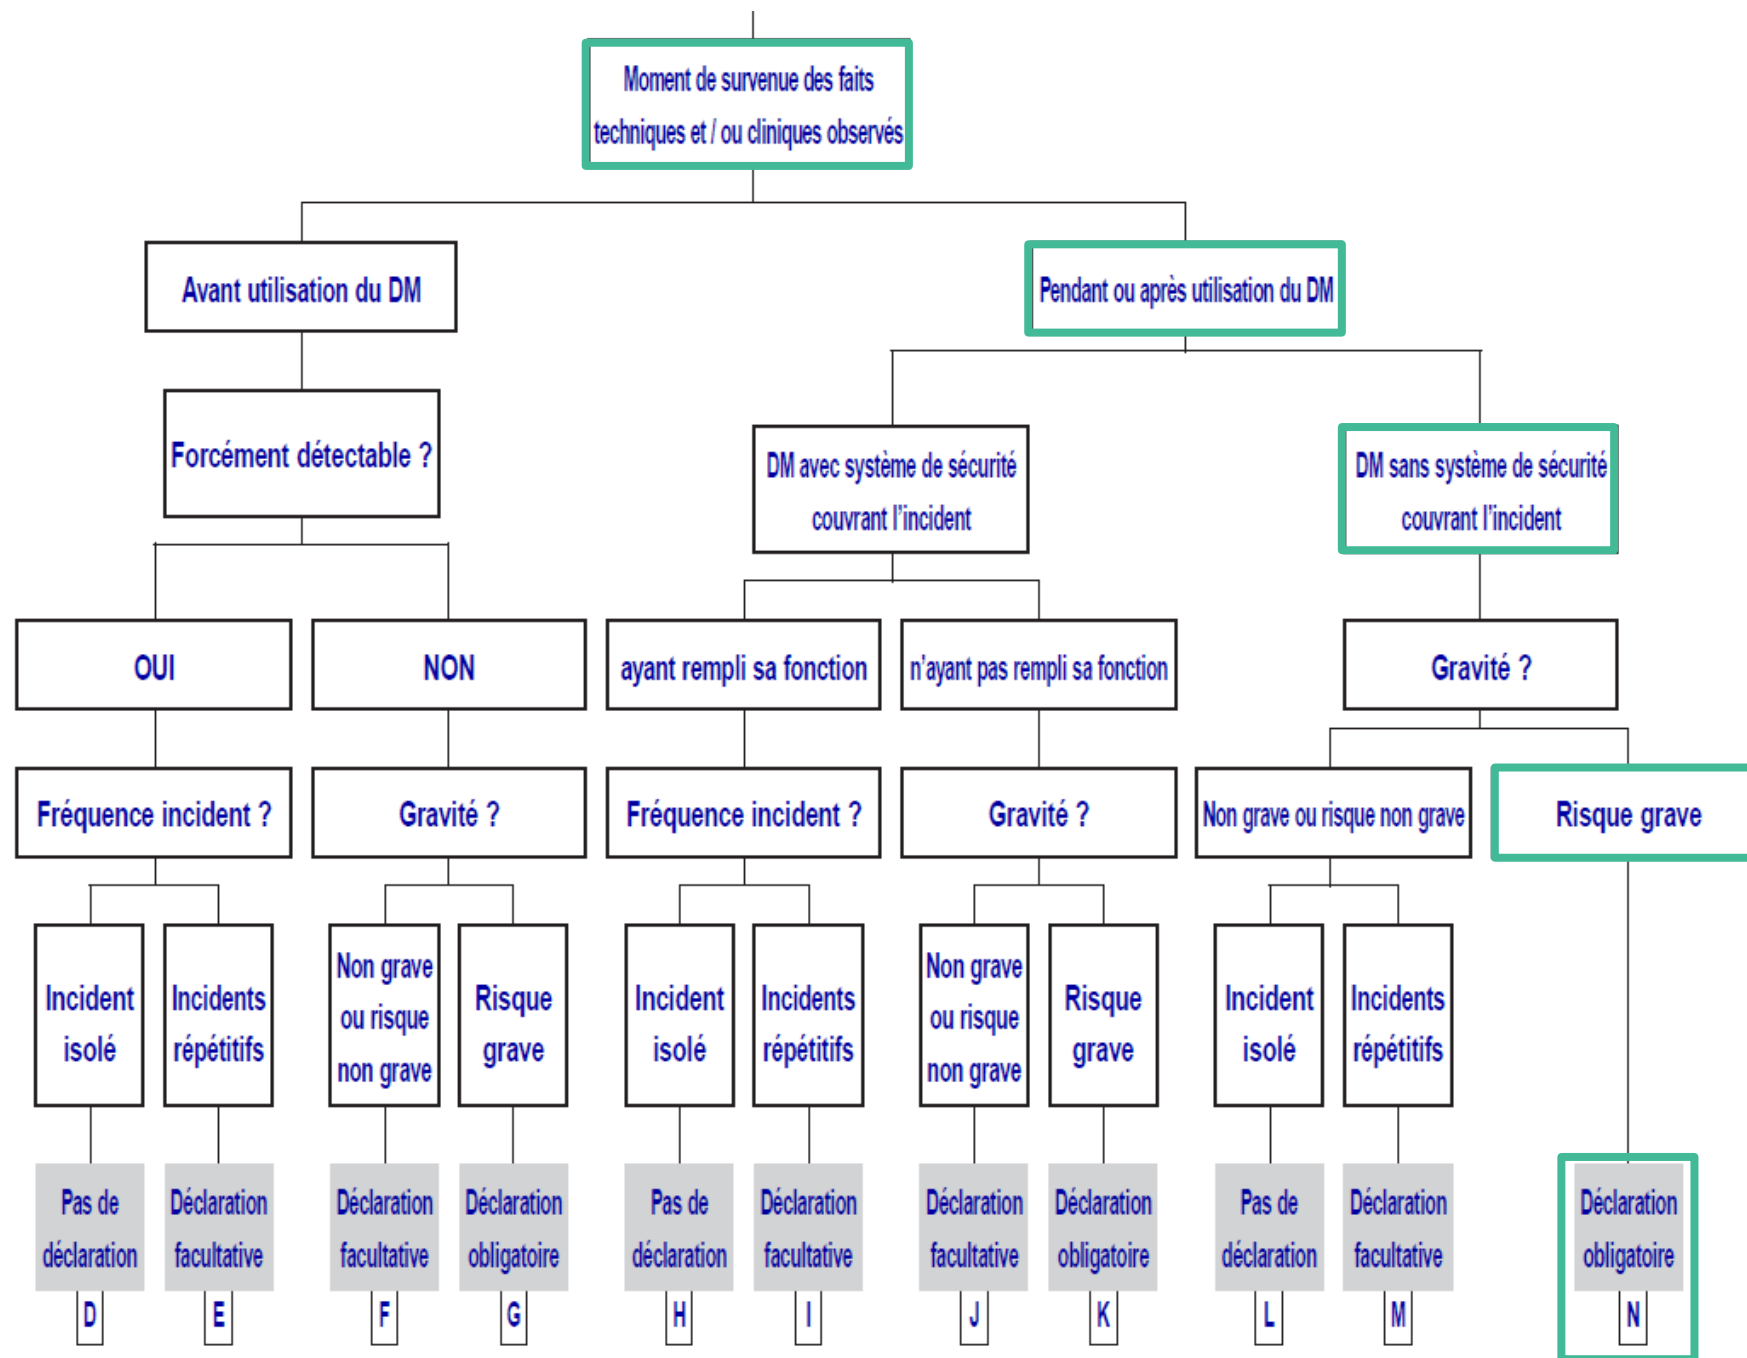 Moment de survenue des faits
techniques et / ou cliniques observés
Avant utilisation du DM
Pendant ou après utilisation du DM
Forcément détectable ?
DM avec système de sécurité
couvrant l'incident
DM sans système de sécurité
couvrant l'incident
OUI
NON
ayant rempli sa fonction
n'ayant pas rempli sa fonction
Gravité ?
Fréquence incident ?
Gravité ?
Fréquence incident ?
Gravité ?
Non grave ou risque non grave
Risque grave
Incident
isolé
Incidents
répétitifs
Non grave
ou risque
non grave
Risque
grave
Incident
isolé
Incidents
répétitifs
Non grave
ou risque
non grave
Risque
grave
Incident
isolé
Incidents
répétitifs
Pas de
déclaration
Déclaration
facultative
Déclaration
facultative
Déclaration
obligatoire
Pas de
déclaration
Déclaration
facultative
Déclaration
facultative
Déclaration
obligatoire
Pas de
déclaration
Déclaration
facultative
Déclaration
obligatoire
D
E
F
G
H
I
J
K
L
M
N